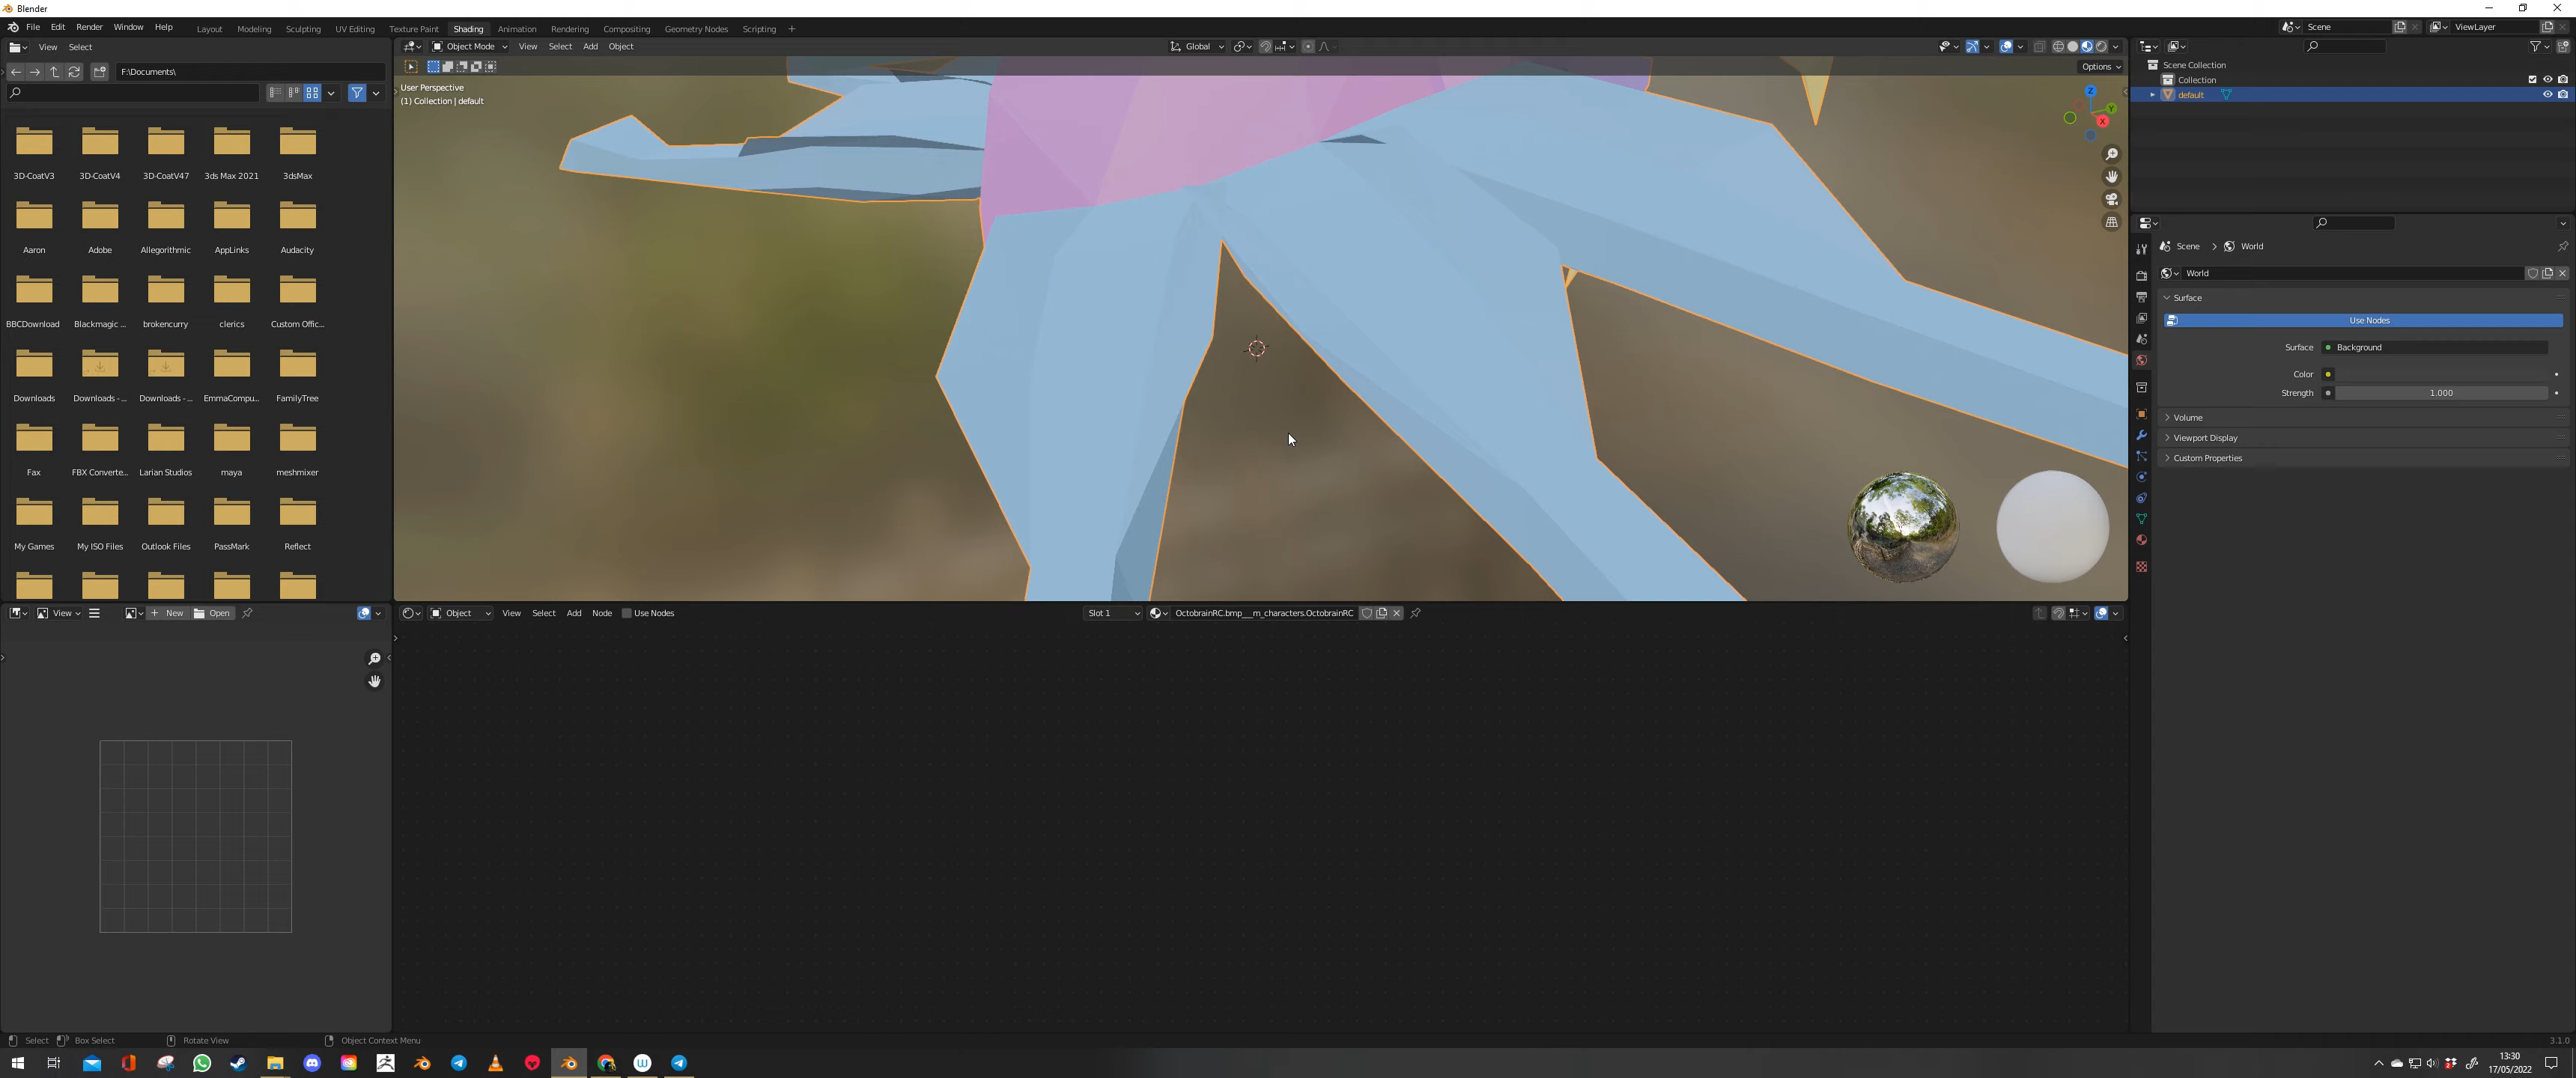 Blender
File Edit Render Window Help Layout Modeling Sculpting UV Editing Texture Paint Shading Animation Rendering Compositing Geometry Nodes Scripting + Scene ViewLayer
View Select
F:\Documents\
3D-CoatV3 3D-CoatV4 3D-CoatV47 3ds Max 2021 3dsMax
Aaron Adobe Allegorithmic AppLinks Audacity
BBCDownload Blackmagic ... brokencurry clerics Custom Offic...
Downloads Downloads - ... Downloads - ... EmmaCompu... FamilyTree
Fax FBX Converte... Larian Studios maya meshmixer
My Games My ISO Files Outlook Files PassMark Reflect
Object Mode View Select Add Object Global
Options
User Perspective
(1) Collection | default
Z
Y
X
Scene Collection
Collection
default
Scene > World
World
Surface
Use Nodes
Surface Background
Color
Strength 1.000
Volume
Viewport Display
Custom Properties
View + New Open
Object View Select Add Node Use Nodes Slot 1 OctobrainRC.bmp__m_characters.OctobrainRC
Select Box Select Rotate View Object Context Menu 3.1.0
13:30
17/05/2022